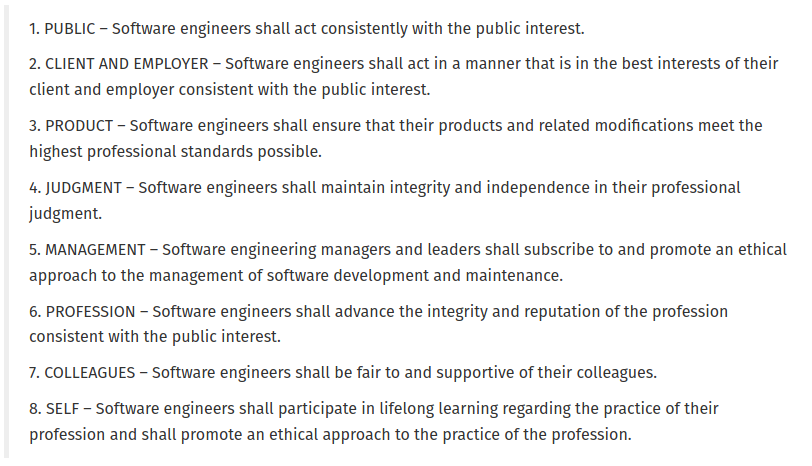 1. PUBLIC – Software engineers shall act consistently with the public interest.
2. CLIENT AND EMPLOYER – Software engineers shall act in a manner that is in the best interests of their
client and employer consistent with the public interest.
3. PRODUCT – Software engineers shall ensure that their products and related modifications meet the
highest professional standards possible.
4. JUDGMENT – Software engineers shall maintain integrity and independence in their professional
judgment.
5. MANAGEMENT – Software engineering managers and leaders shall subscribe to and promote an ethical
approach to the management of software development and maintenance.
6. PROFESSION – Software engineers shall advance the integrity and reputation of the profession
consistent with the public interest.
7. COLLEAGUES – Software engineers shall be fair to and supportive of their colleagues.
8. SELF – Software engineers shall participate in lifelong learning regarding the practice of their
profession and shall promote an ethical approach to the practice of the profession.